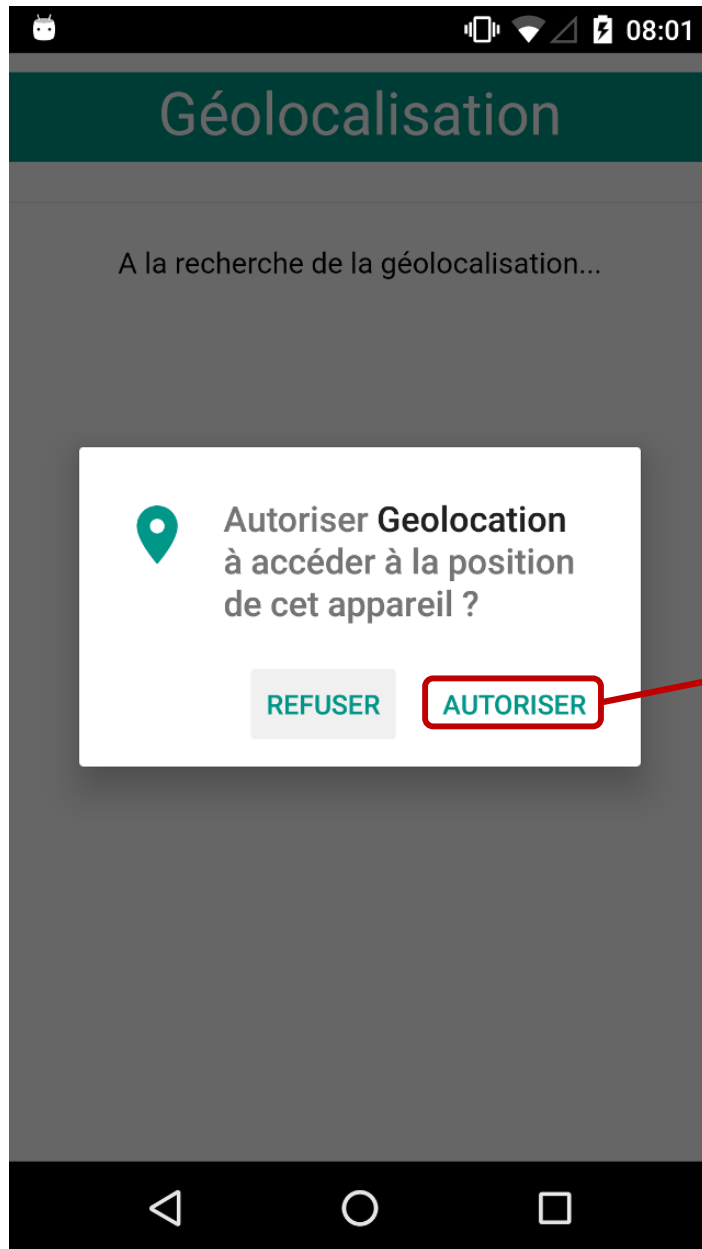 08:01
Géolocalisation
A la recherche de la géolocalisation...
Autoriser Geolocation
à accéder à la position
de cet appareil ?
REFUSER AUTORISER